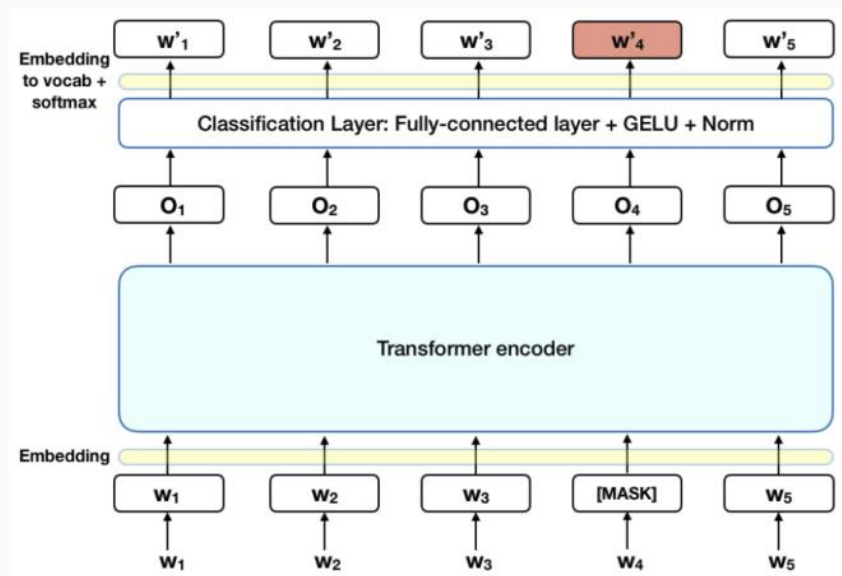 w'1 w'2 w'3 w'4 w'5
Embedding
to vocab +
softmax
Classification Layer: Fully-connected layer + GELU + Norm
O1 O2 O3 O4 O5
Transformer encoder
Embedding
W1 W2 W3 [MASK] W5
W1 W2 W3 W4 W5